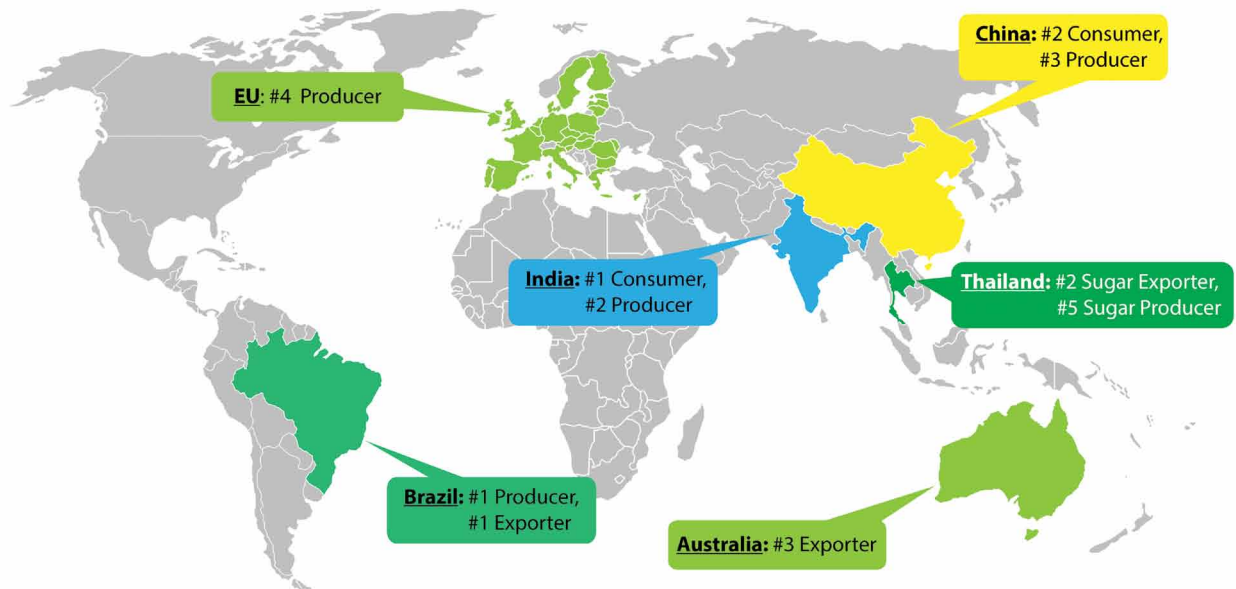 China: #2 Consumer,
#3 Producer
EU: #4 Producer
India: #1 Consumer,
#2 Producer
Thailand: #2 Sugar Exporter,
#5 Sugar Producer
Brazil: #1 Producer,
#1 Exporter
Australia: #3 Exporter